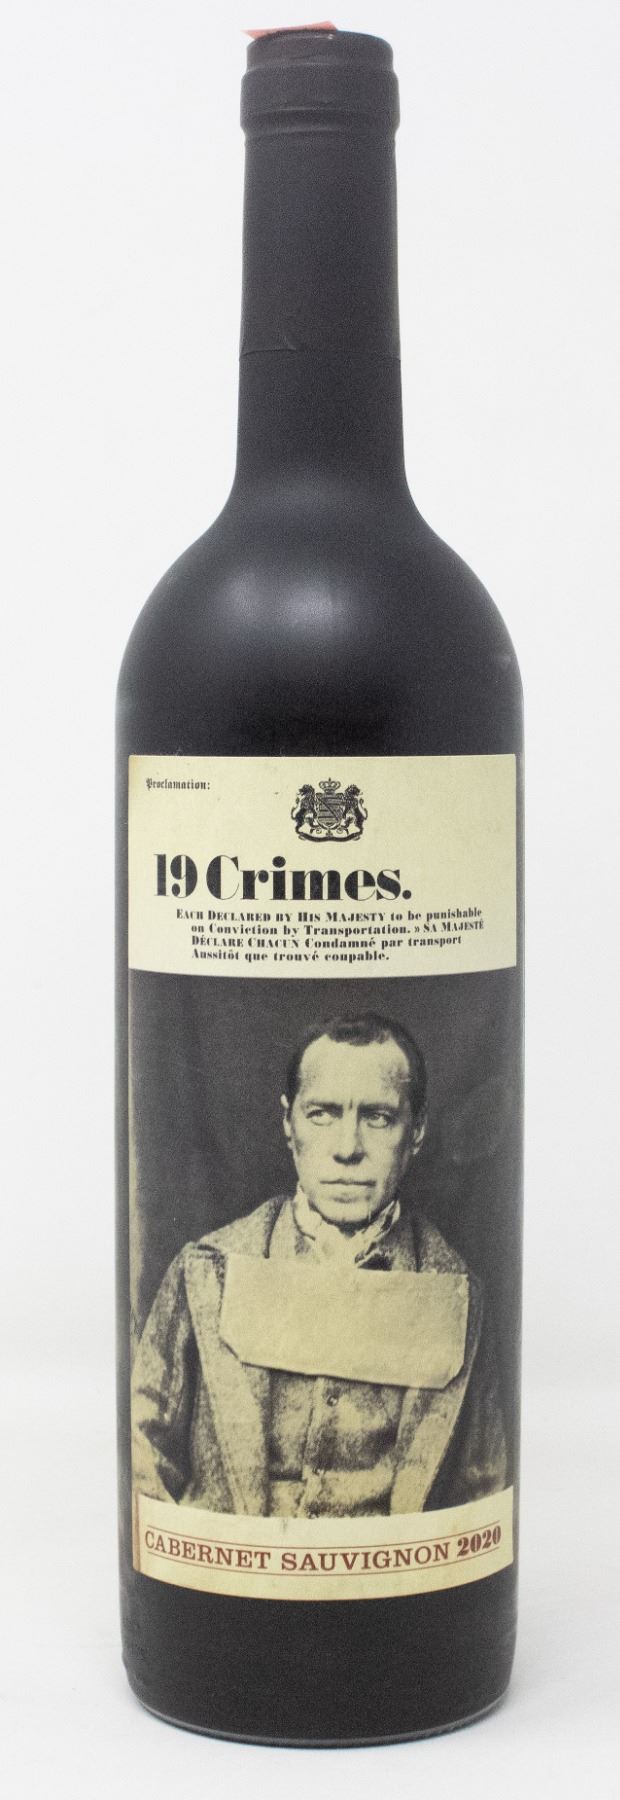 Proclamation:
19 Crimes.
EACH DECLARED BY HIS MAJESTY to be punishable
on Conviction by Transportation. » SA MAJESTÉ
DÉCLARE CHACUN Condamné par transport
Aussitôt que trouvé coupable.
CABERNET SAUVIGNON 2020